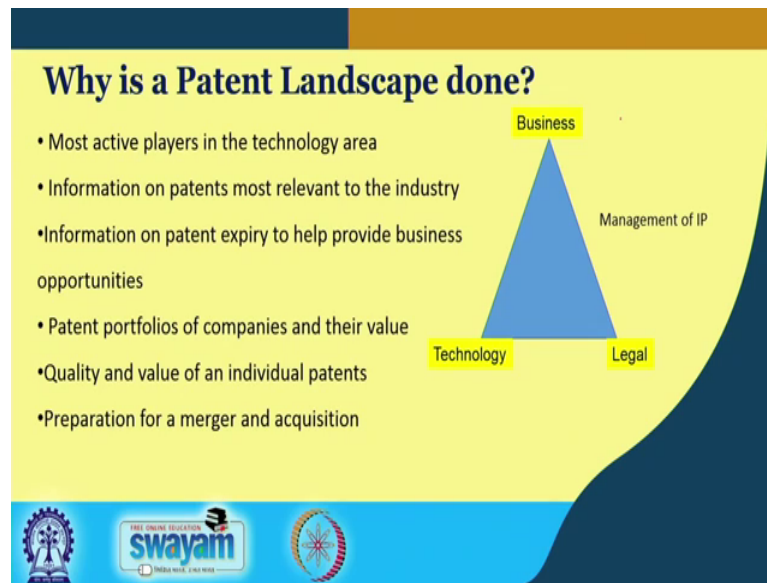 Why is a Patent Landscape done?
• Most active players in the technology area
• Information on patents most relevant to the industry
•Information on patent expiry to help provide business
opportunities
• Patent portfolios of companies and their value
•Quality and value of an individual patents
•Preparation for a merger and acquisition
Business
Management of IP
Technology
Legal
FREE ONLINE EDUCATION
swayam